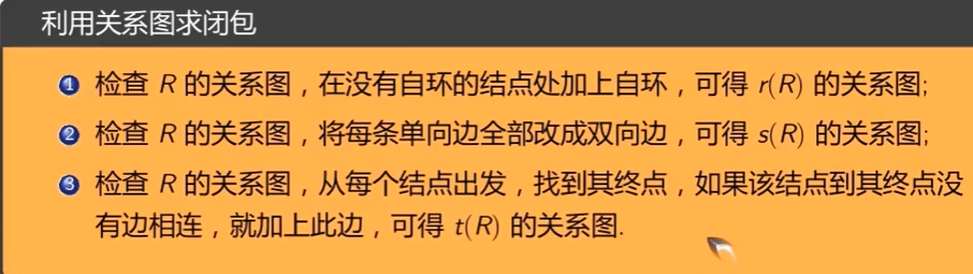 利用关系图求闭包
1 检查 R 的关系图，在没有自环的结点处加上自环，可得 r(R) 的关系图;
2 检查 R 的关系图，将每条单向边全部改成双向边，可得 s(R) 的关系图;
3 检查 R 的关系图，从每个结点出发，找到其终点，如果该结点到其终点没
有边相连，就加上此边，可得 t(R) 的关系图.